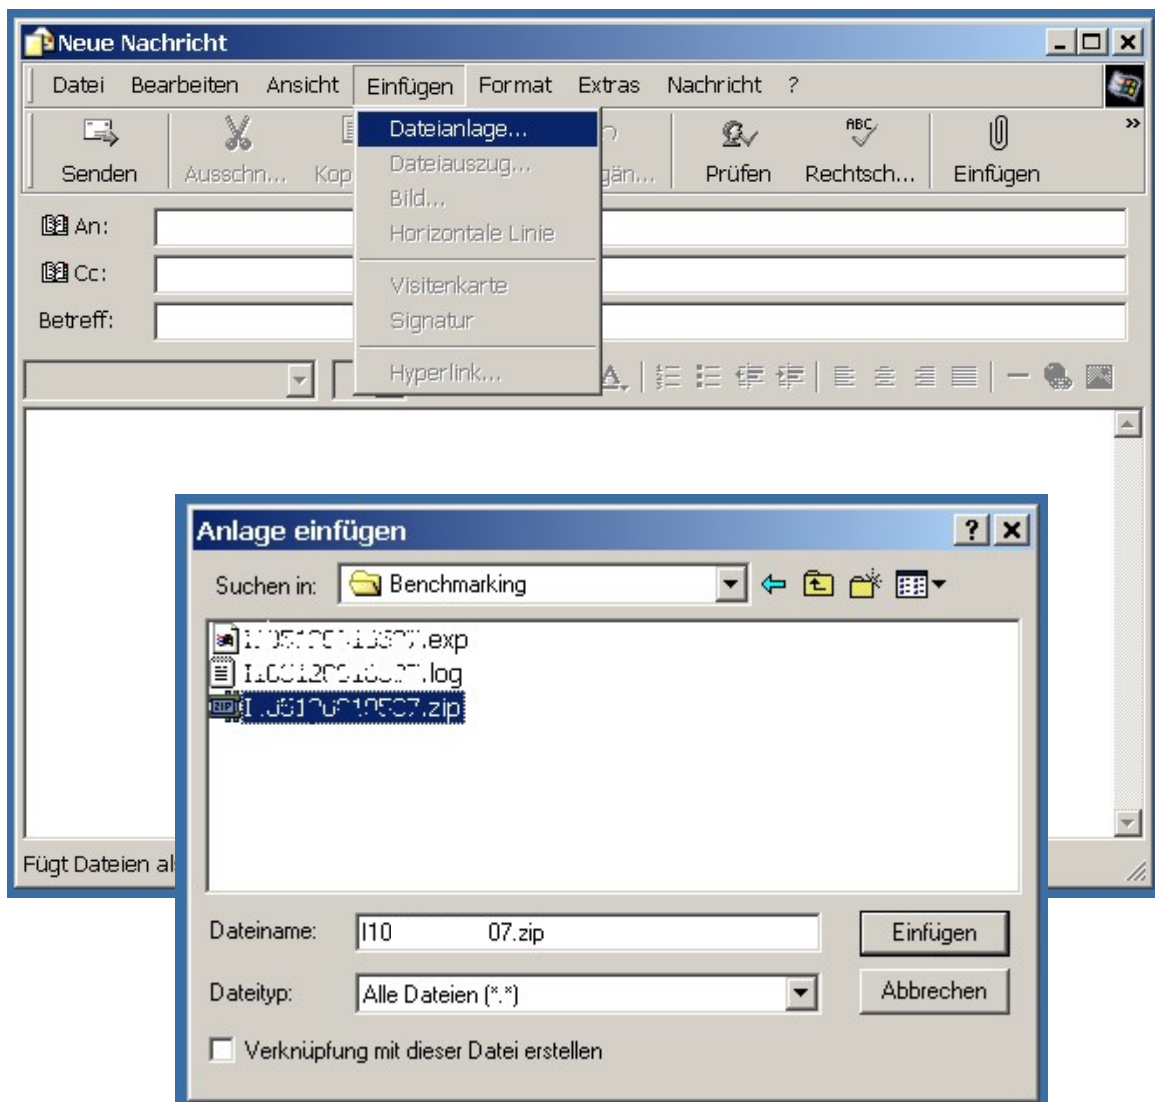 Neue Nachricht
Datei Bearbeiten Ansicht Einfügen Format Extras Nachricht ?
Senden Ausschn... Kop gän... Prüfen Rechtsch... Einfügen
Dateianlage...
Dateiauszug...
Bild...
Horizontale Linie
Visitenkarte
Signatur
Hyperlink...
An:
Cc:
Betreff:
Anlage einfügen
Suchen in: Benchmarking
.exp
.log
.zip
Fügt Dateien al
Dateiname: I10 07.zip Einfügen
Dateityp: Alle Dateien (*.*) Abbrechen
Verknüpfung mit dieser Datei erstellen